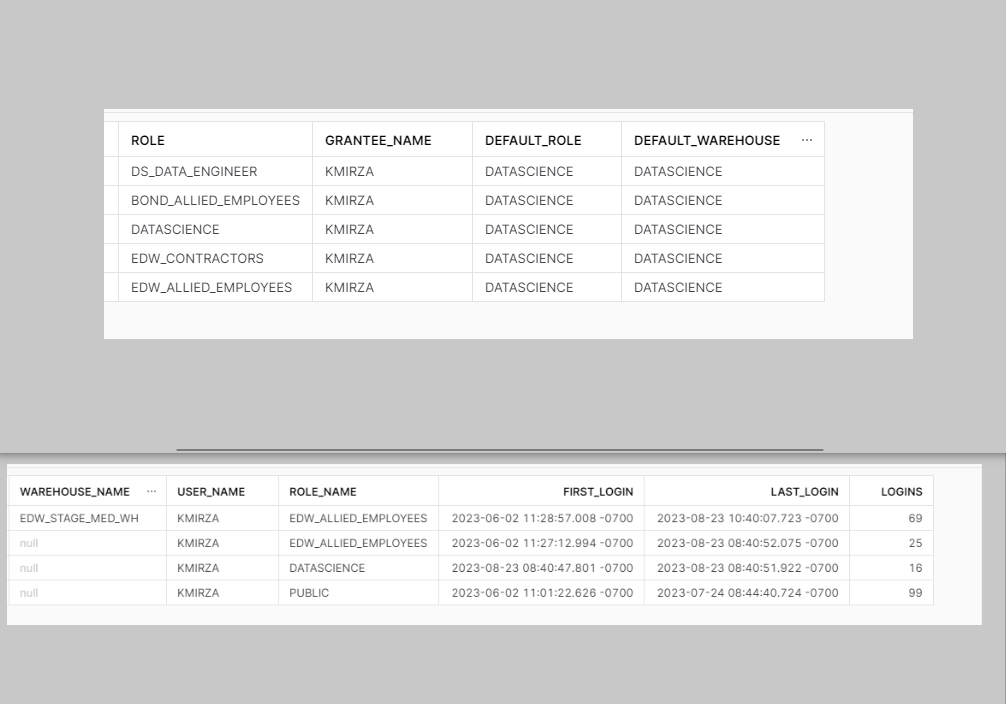 ROLE GRANTEE_NAME DEFAULT_ROLE DEFAULT_WAREHOUSE ...
DS_DATA_ENGINEER KMIRZA DATASCIENCE DATASCIENCE
BOND_ALLIED_EMPLOYEES KMIRZA DATASCIENCE DATASCIENCE
DATASCIENCE KMIRZA DATASCIENCE DATASCIENCE
EDW_CONTRACTORS KMIRZA DATASCIENCE DATASCIENCE
EDW_ALLIED_EMPLOYEES KMIRZA DATASCIENCE DATASCIENCE
WAREHOUSE_NAME ... USER_NAME ROLE_NAME FIRST_LOGIN LAST_LOGIN LOGINS
EDW_STAGE_MED_WH KMIRZA EDW_ALLIED_EMPLOYEES 2023-06-02 11:28:57.008 -0700 2023-08-23 10:40:07.723 -0700 69
null KMIRZA EDW_ALLIED_EMPLOYEES 2023-06-02 11:27:12.994 -0700 2023-08-23 08:40:52.075 -0700 25
null KMIRZA DATASCIENCE 2023-08-23 08:40:47.801 -0700 2023-08-23 08:40:51.922 -0700 16
null KMIRZA PUBLIC 2023-06-02 11:01:22.626 -0700 2023-07-24 08:44:40.724 -0700 99